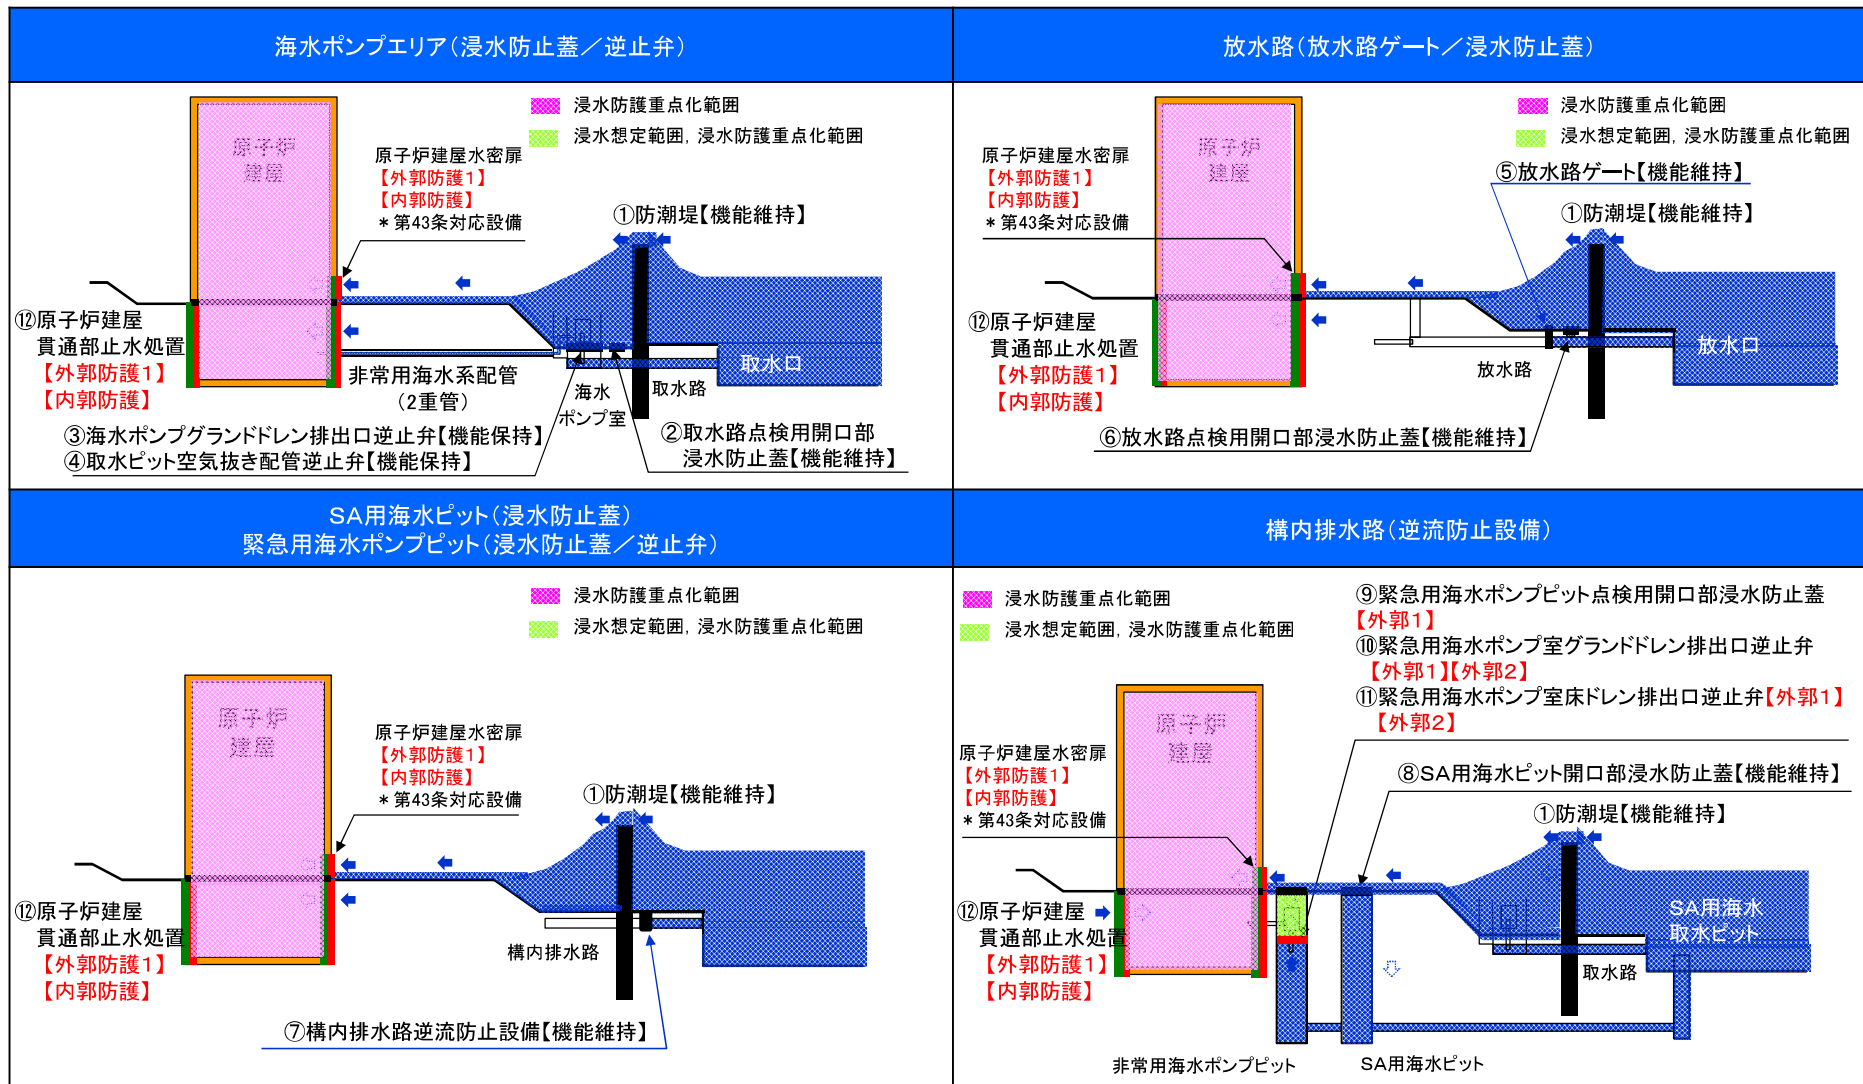 海水ポンプエリア(浸水防止蓋／逆止弁)
浸水防護重点化範囲
浸水想定範囲，浸水防護重点化範囲
原子炉
建屋
原子炉建屋水密扉
【外郭防護1】
【内郭防護】
＊第43条対応設備
①防潮堤【機能維持】
⑫原子炉建屋
貫通部止水処置
【外郭防護1】
【内郭防護】
非常用海水系配管
(2重管)
海水
ポンプ室
取水路
取水口
③海水ポンプグランドドレン排出口逆止弁【機能保持】
④取水ピット空気抜き配管逆止弁【機能保持】
②取水路点検用開口部
浸水防止蓋【機能維持】
放水路(放水路ゲート／浸水防止蓋)
浸水防護重点化範囲
浸水想定範囲，浸水防護重点化範囲
原子炉
建屋
原子炉建屋水密扉
【外郭防護1】
【内郭防護】
＊第43条対応設備
⑤放水路ゲート【機能維持】
①防潮堤【機能維持】
⑫原子炉建屋
貫通部止水処置
【外郭防護1】
【内郭防護】
放水路
放水口
⑥放水路点検用開口部浸水防止蓋【機能維持】
SA用海水ピット(浸水防止蓋)
緊急用海水ポンプピット(浸水防止蓋／逆止弁)
浸水防護重点化範囲
浸水想定範囲，浸水防護重点化範囲
原子炉
建屋
原子炉建屋水密扉
【外郭防護1】
【内郭防護】
＊第43条対応設備
①防潮堤【機能維持】
⑫原子炉建屋
貫通部止水処置
【外郭防護1】
【内郭防護】
構内排水路
⑦構内排水路逆流防止設備【機能維持】
構内排水路(逆流防止設備)
浸水防護重点化範囲
浸水想定範囲，浸水防護重点化範囲
⑨緊急用海水ポンプピット点検用開口部浸水防止蓋
【外郭1】
⑩緊急用海水ポンプ室グランドドレン排出口逆止弁
【外郭1】【外郭2】
⑪緊急用海水ポンプ室床ドレン排出口逆止弁【外郭1】
【外郭2】
原子炉
建屋
原子炉建屋水密扉
【外郭防護1】
【内郭防護】
＊第43条対応設備
⑧SA用海水ピット開口部浸水防止蓋【機能維持】
①防潮堤【機能維持】
⑫原子炉建屋
貫通部止水処置
【外郭防護1】
【内郭防護】
SA用海水
取水ピット
取水路
非常用海水ポンプピット
SA用海水ピット